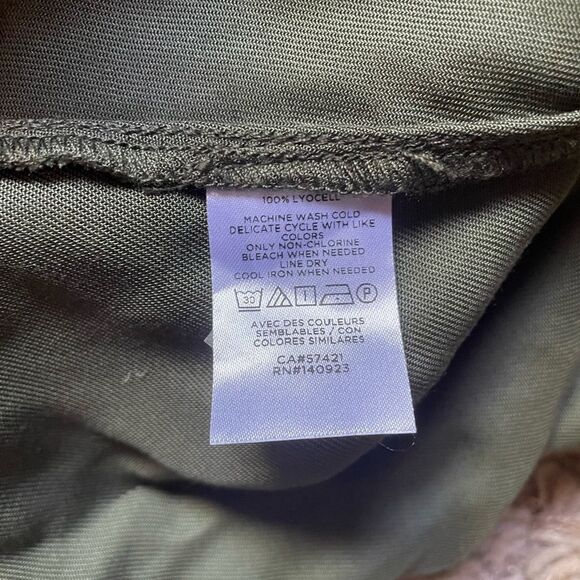 100% LYOCELL
MACHINE WASH COLD
DELICATE CYCLE WITH LIKE
COLORS
ONLY NON-CHLORINE
BLEACH WHEN NEEDED
LINE DRY
COOL IRON WHEN NEEDED
30 P
AVEC DES COULEURS
SEMBLABLES / CON
COLORES SIMILARES
CA#57421
RN#140923